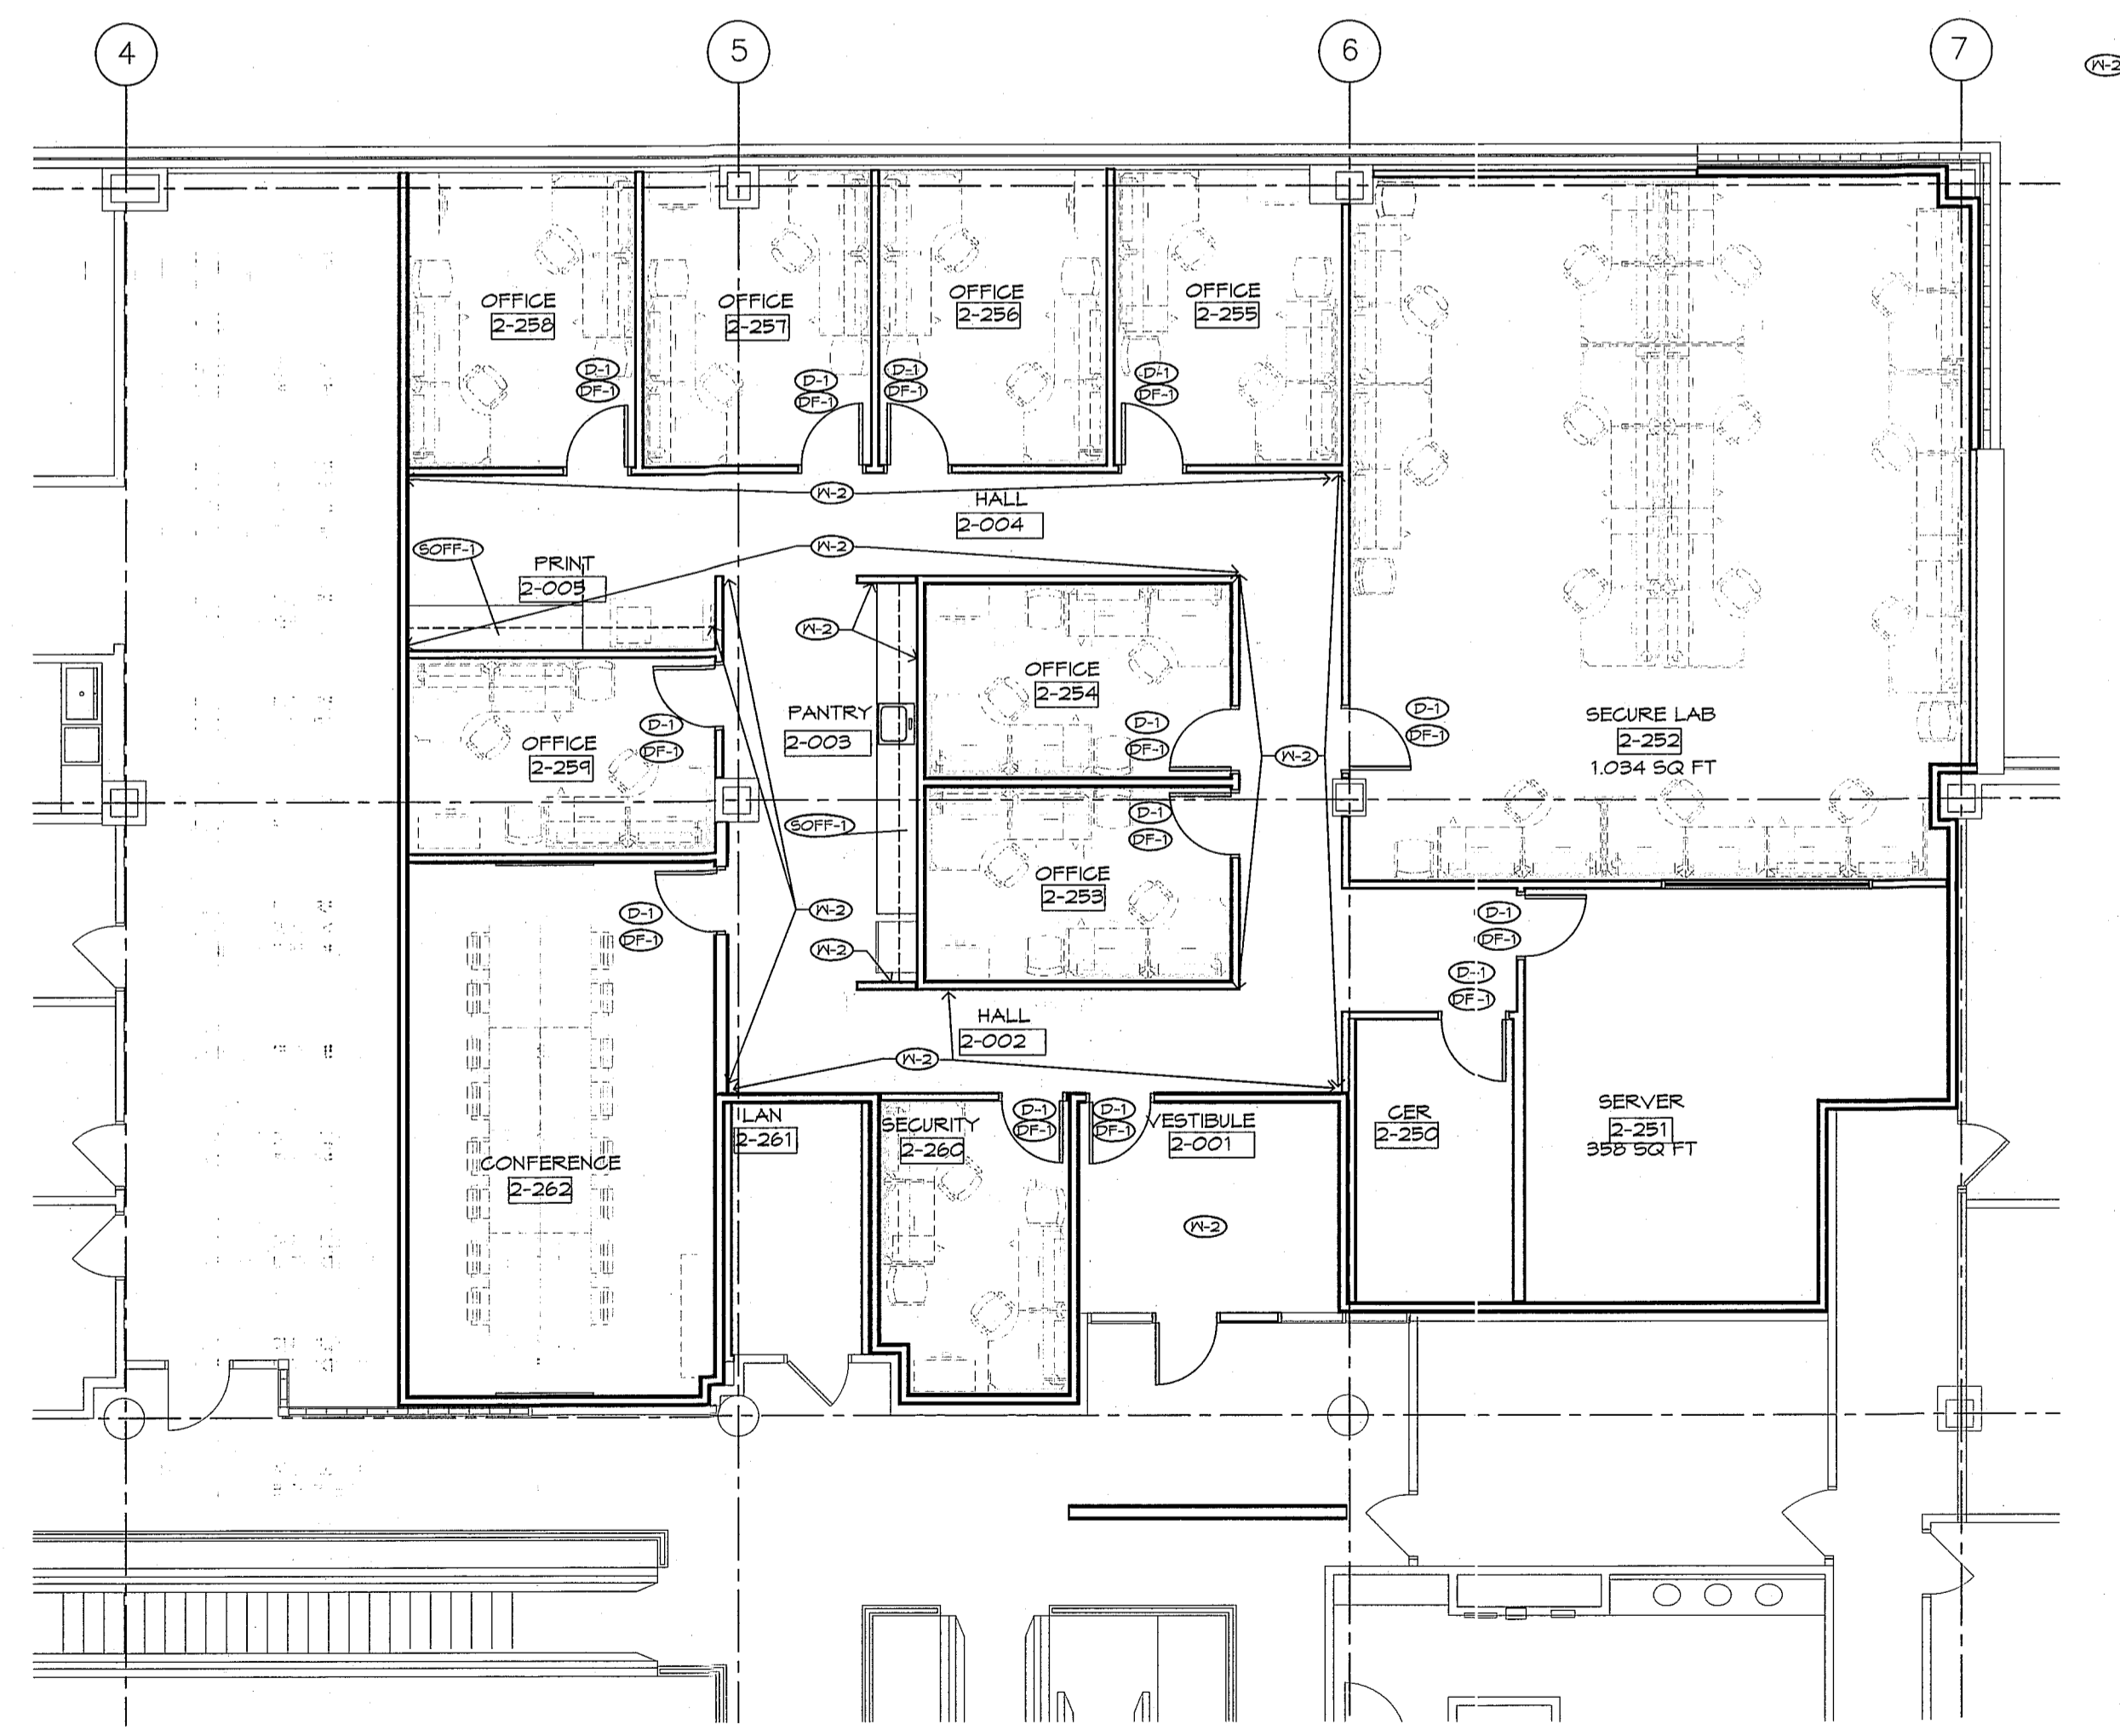 4
5
6
7
W-2
OFFICE
2-258
OFFICE
2-257
OFFICE
2-256
OFFICE
2-255
D-1
DF-1
D-1
DF-1
D-1
DF-1
D-1
DF-1
W-2
HALL
2-004
SOFF-1
PRINT
2-005
W-2
W-2
OFFICE
2-254
D-1
DF-1
PANTRY
2-003
OFFICE
2-259
D-1
DF-1
W-2
D-1
DF-1
SECURE LAB
2-252
1.034 SQ FT
SOFF-1
D-1
DF-1
OFFICE
2-253
D-1
DF-1
W-2
W-2
D-1
DF-1
D-1
DF-1
HALL
2-002
W-2
LAN
2-261
SECURITY
2-260
D-1
DF-1
D-1
DF-1
VESTIBULE
2-001
CER
2-250
SERVER
2-251
358 SQ FT
CONFERENCE
2-262
W-2